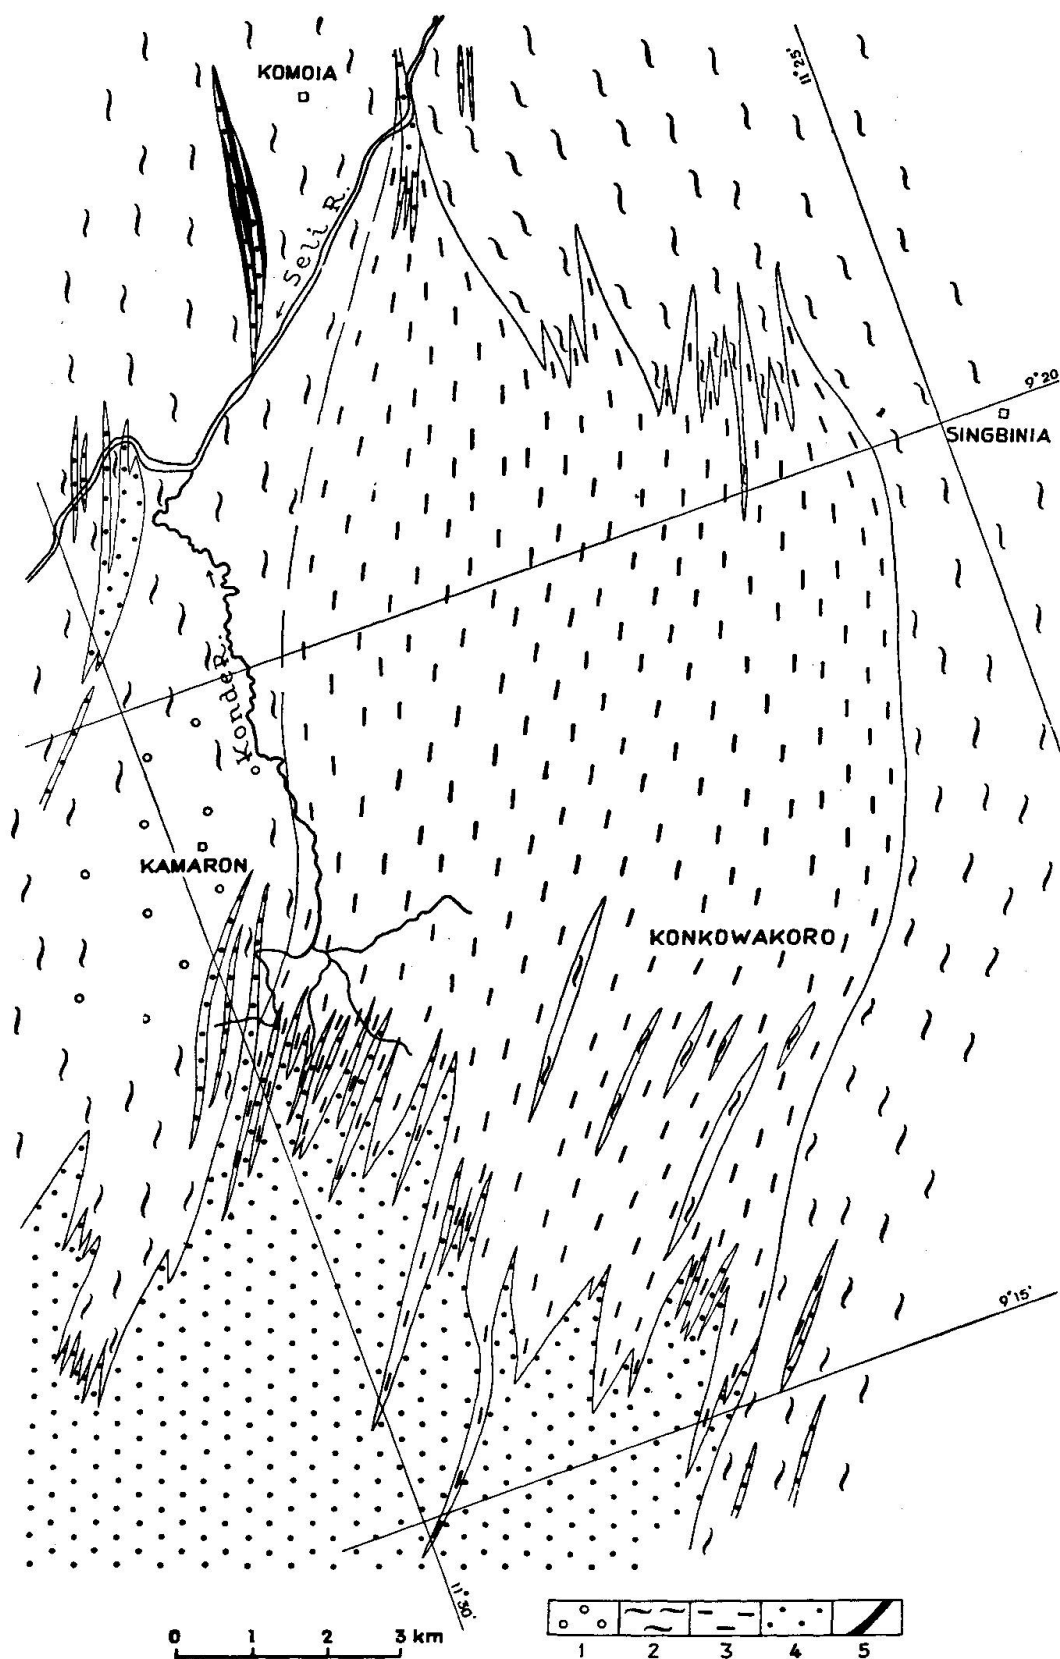 KOMOIA
11° 25'
Seli R.
9° 20
SINGBINIA
Konde R.
KAMARON
KONKOWAKORO
9° 15'
11° 30'
0 1 2 3 km
1 2 3 4 5